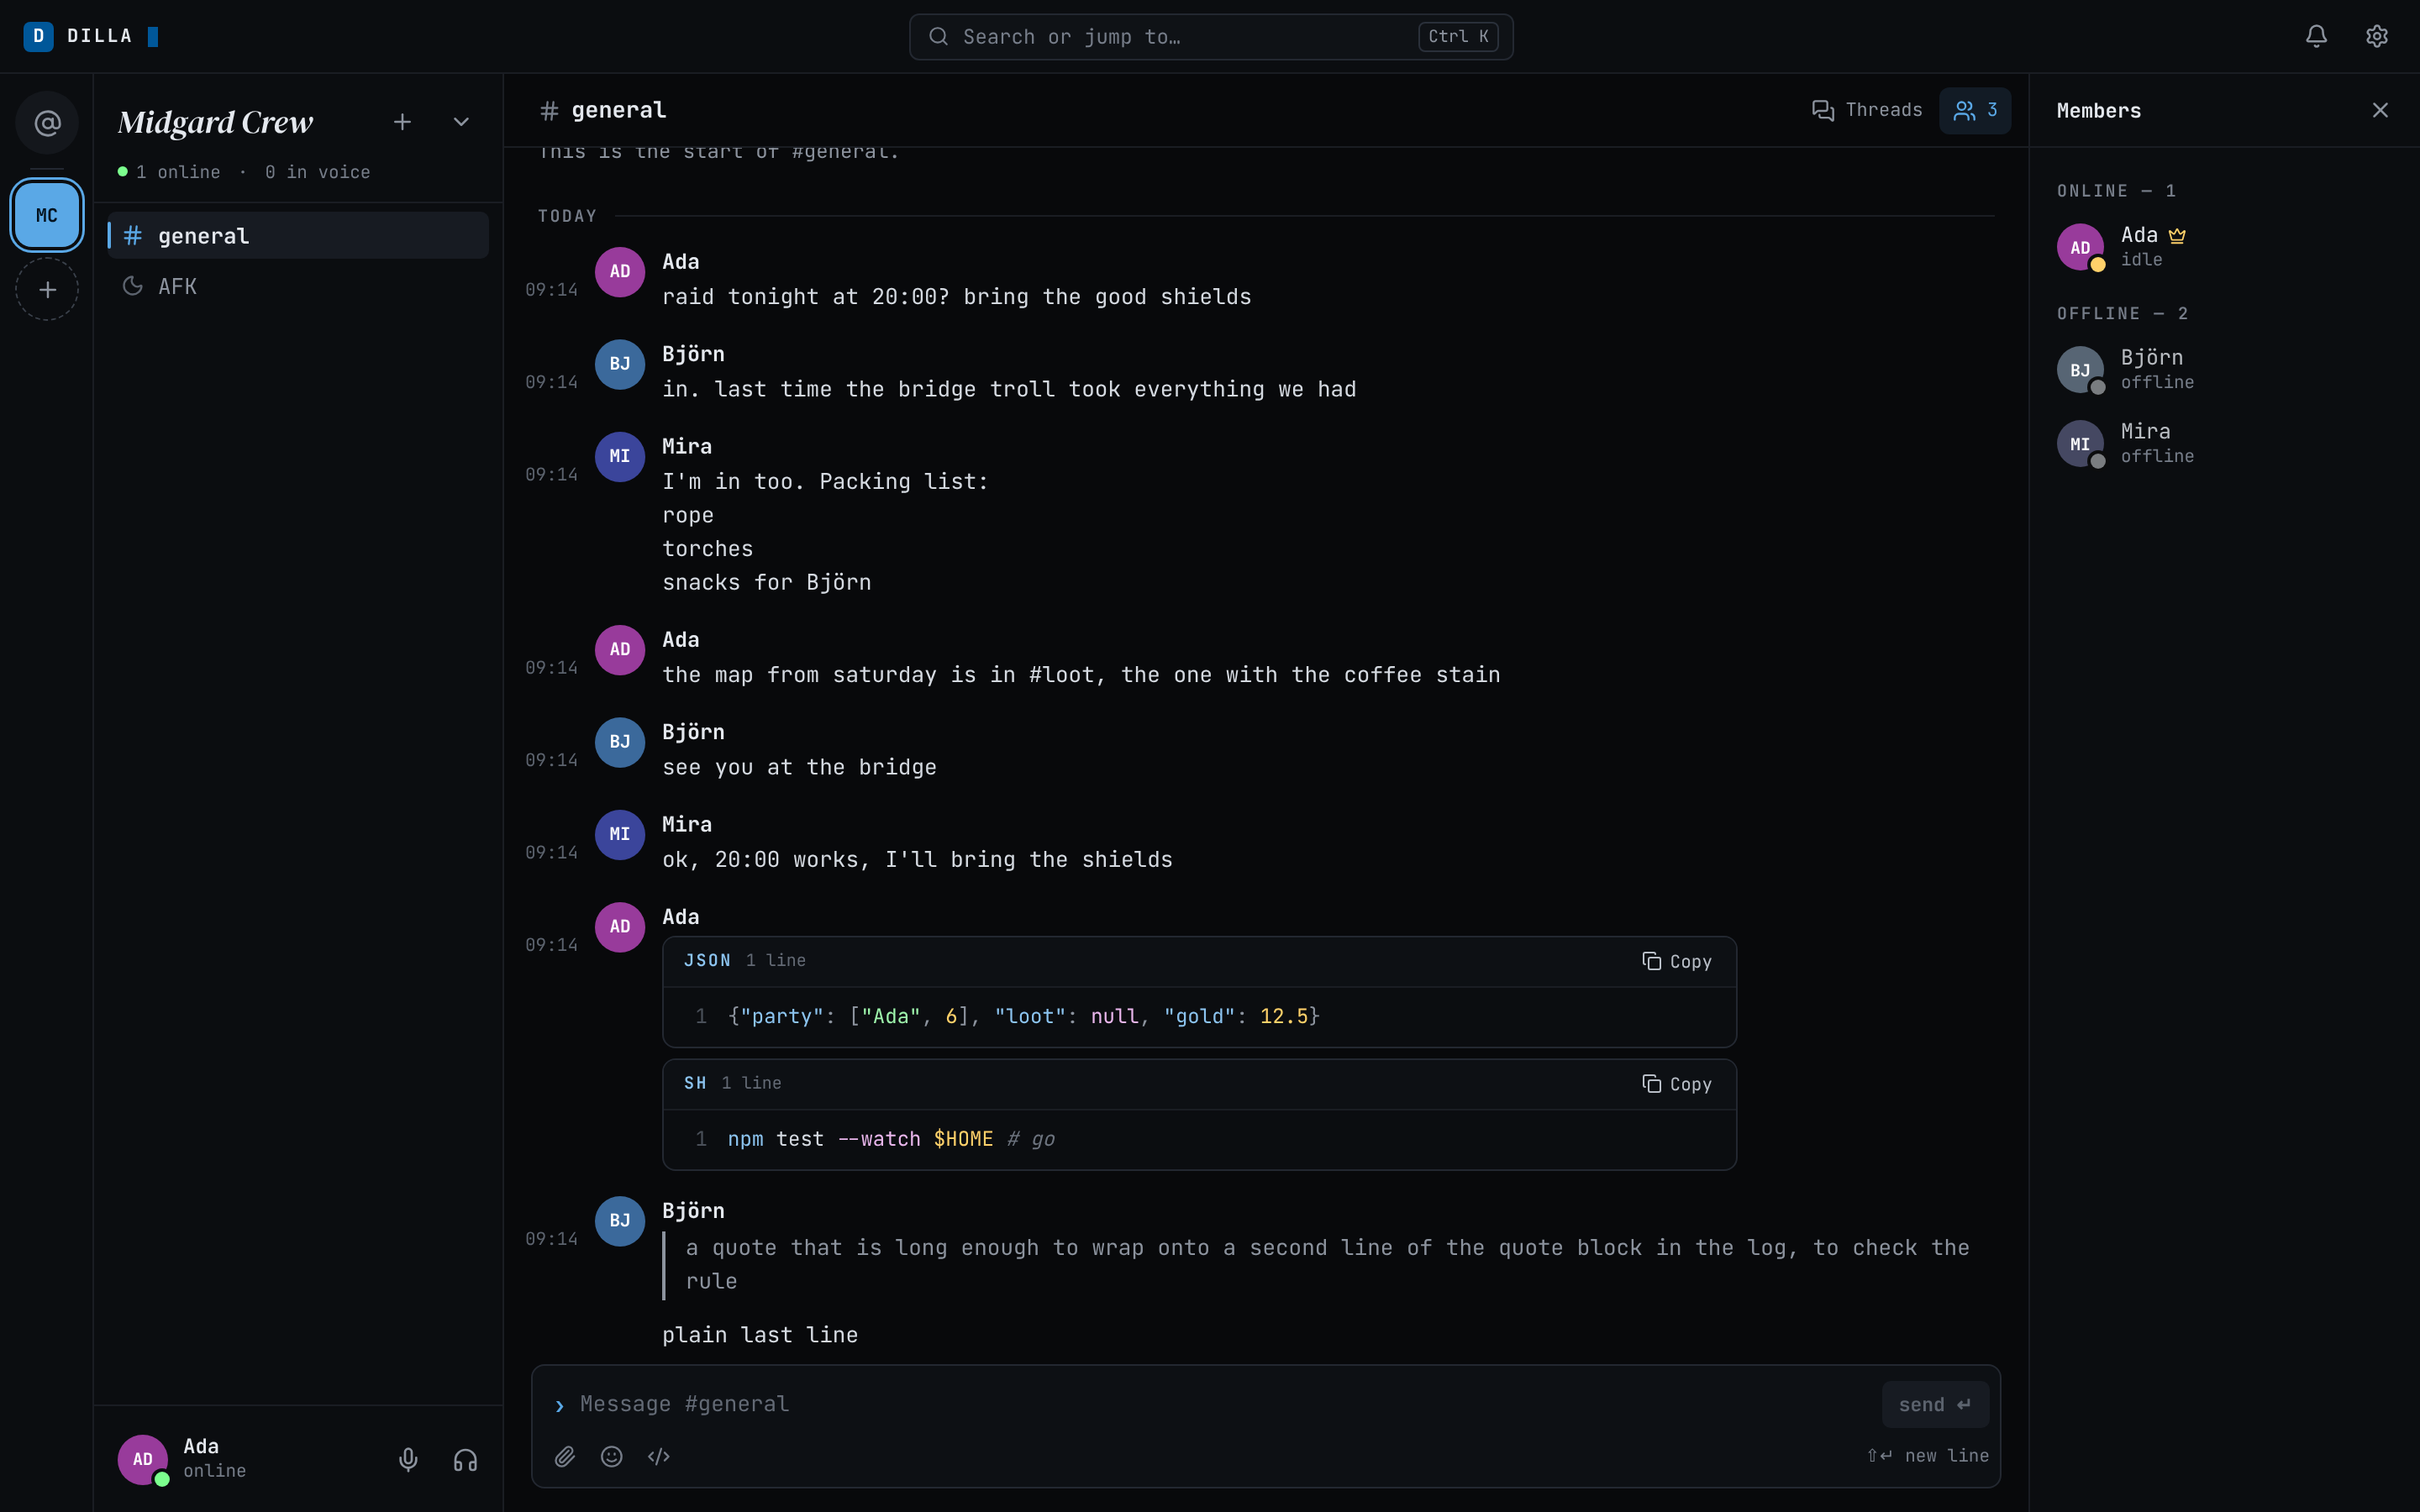 D DILLA
Search or jump to…
Ctrl K
@
MC
Midgard Crew
1 online · 0 in voice
# general
AFK
Ada
AD
online
# general
Threads
3
This is the start of #general.
TODAY
09:14
AD
Ada
raid tonight at 20:00? bring the good shields
09:14
BJ
Björn
in. last time the bridge troll took everything we had
09:14
MI
Mira
I'm in too. Packing list:
rope
torches
snacks for Björn
09:14
AD
Ada
the map from saturday is in #loot, the one with the coffee stain
09:14
BJ
Björn
see you at the bridge
09:14
MI
Mira
ok, 20:00 works, I'll bring the shields
09:14
AD
Ada
JSON 1 line
Copy
1 {"party": ["Ada", 6], "loot": null, "gold": 12.5}
SH 1 line
Copy
1 npm test --watch $HOME # go
09:14
BJ
Björn
a quote that is long enough to wrap onto a second line of the quote block in the log, to check the
rule
plain last line
› Message #general
send ↵
⇧↵ new line
Members
ONLINE — 1
AD
Ada
idle
OFFLINE — 2
BJ
Björn
offline
MI
Mira
offline